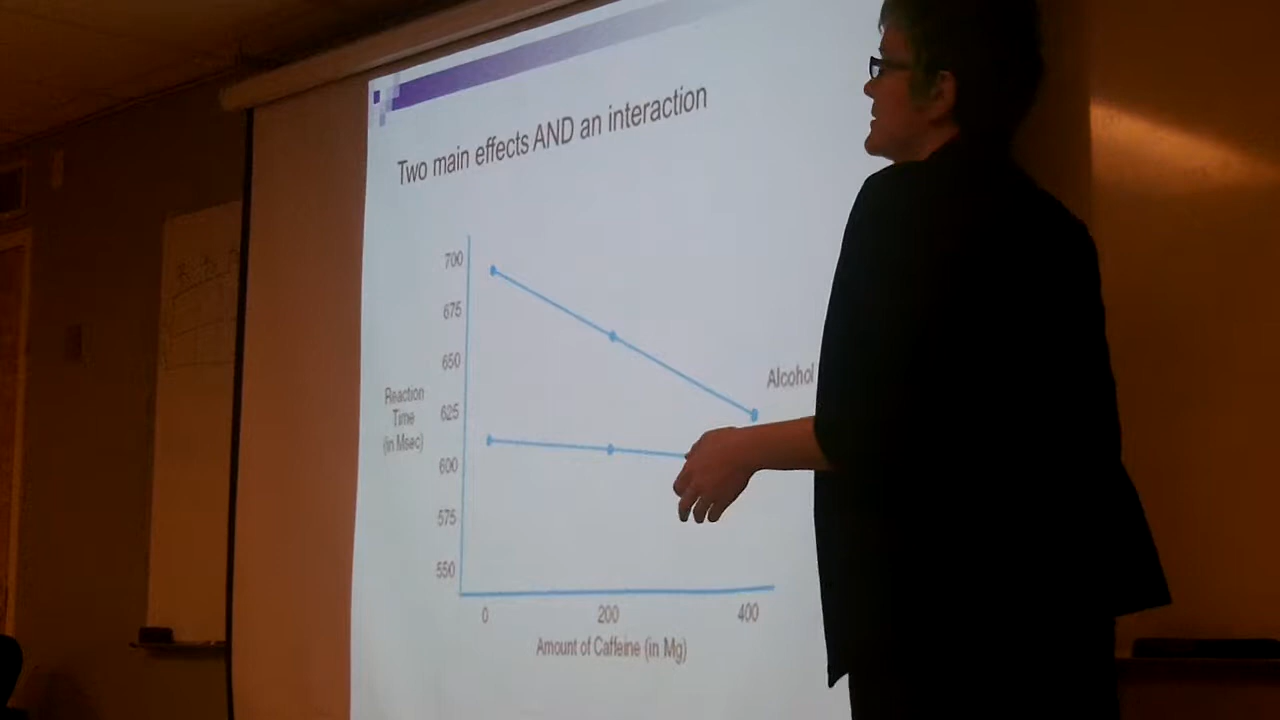 Two main effects AND an interaction
700
675
650
Alcohol
Reaction
Time
(in Msec)
625
600
575
550
0 200 400
Amount of Caffeine (in Mg)